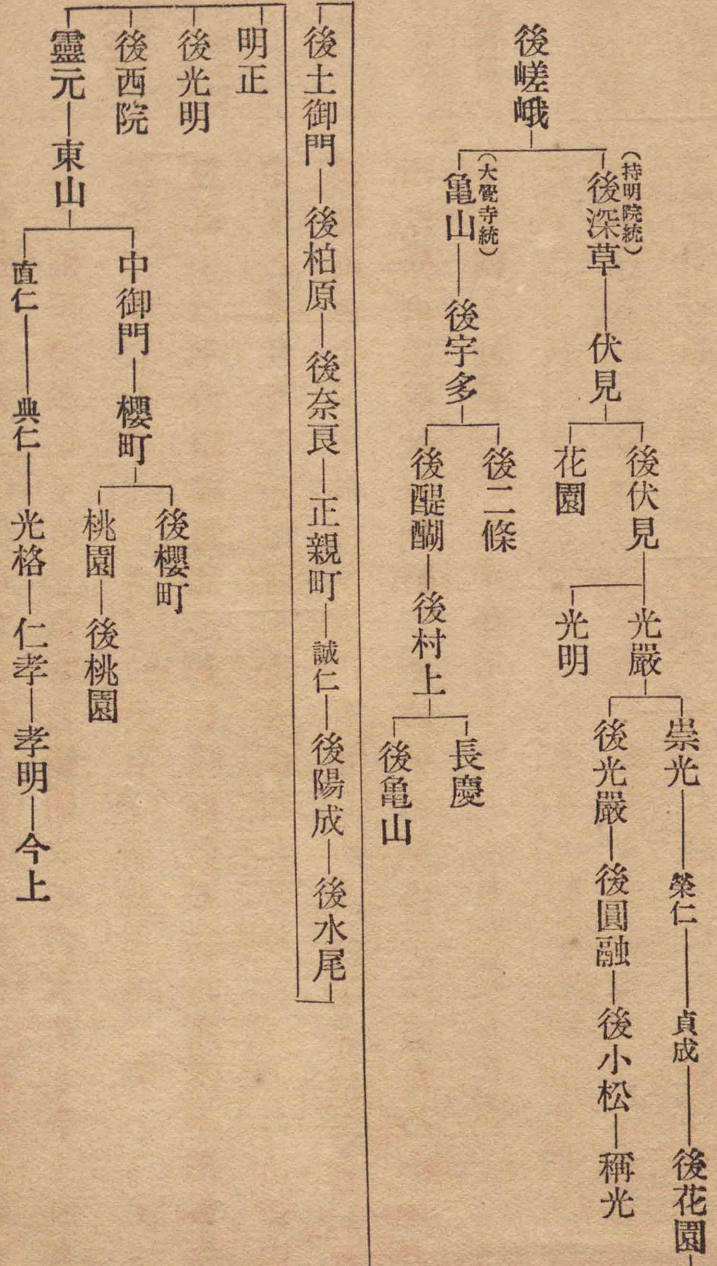 後嵯峨
（持明院統）
後深草
伏見
後伏見
花園
光嚴
光明
崇光
榮仁
貞成
後花園
後光嚴
後圓融
後小松
稱光
（大覺寺統）
亀山
後宇多
後二條
後醍醐
後村上
長慶
後亀山
後土御門
後柏原
後奈良
正親町
誠仁
後陽成
後水尾
明正
後光明
後西院
靈元
東山
中御門
櫻町
後櫻町
桃園
後桃園
直仁
典仁
光格
仁孝
孝明
今上